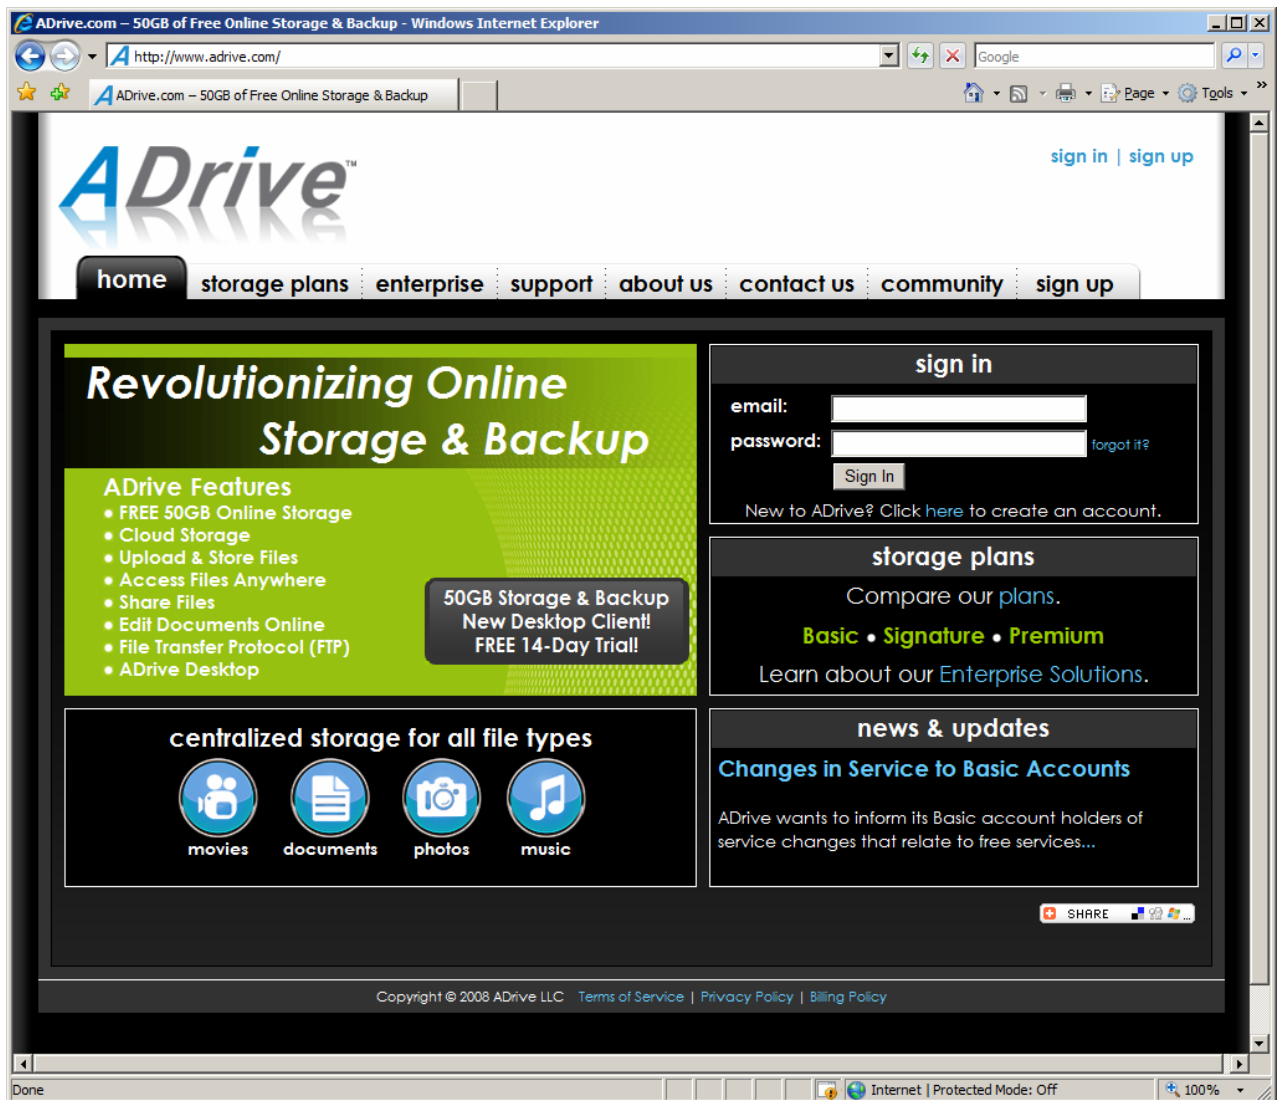 ADrive.com – 50GB of Free Online Storage & Backup - Windows Internet Explorer
http://www.adrive.com/
Google
ADrive.com – 50GB of Free Online Storage & Backup
Page
Tools
»
ADrive™
sign in | sign up
home
storage plans
enterprise
support
about us
contact us
community
sign up
Revolutionizing Online
Storage & Backup
ADrive Features
• FREE 50GB Online Storage
• Cloud Storage
• Upload & Store Files
• Access Files Anywhere
• Share Files
• Edit Documents Online
• File Transfer Protocol (FTP)
• ADrive Desktop
50GB Storage & Backup
New Desktop Client!
FREE 14-Day Trial!
sign in
email:
password:
forgot it?
Sign In
New to ADrive? Click here to create an account.
storage plans
Compare our plans.
Basic • Signature • Premium
Learn about our Enterprise Solutions.
centralized storage for all file types
movies
documents
photos
music
news & updates
Changes in Service to Basic Accounts
ADrive wants to inform its Basic account holders of
service changes that relate to free services...
SHARE ...
Copyright © 2008 ADrive LLC Terms of Service | Privacy Policy | Billing Policy
Done
Internet | Protected Mode: Off
100%